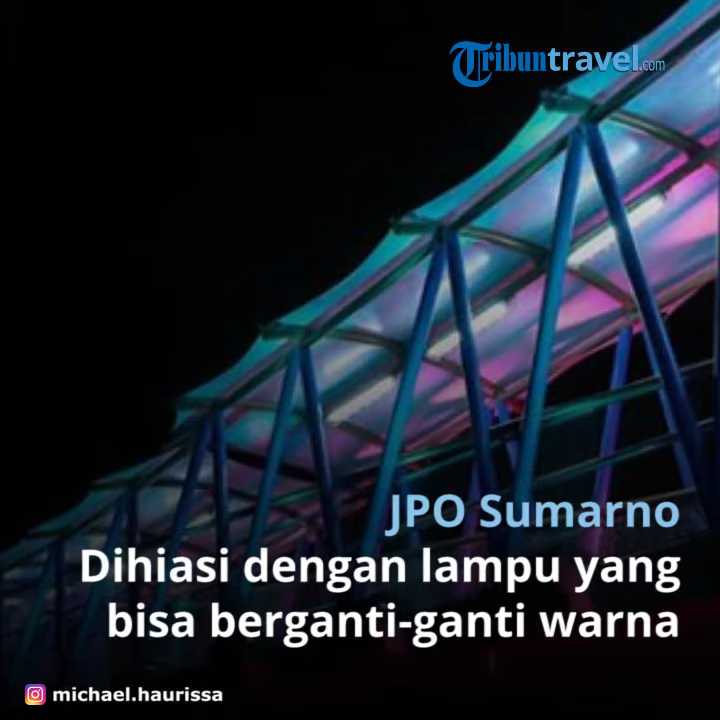 Tribuntravel.com
JPO Sumarno
Dihiasi dengan lampu yang
bisa berganti-ganti warna
michael.haurissa